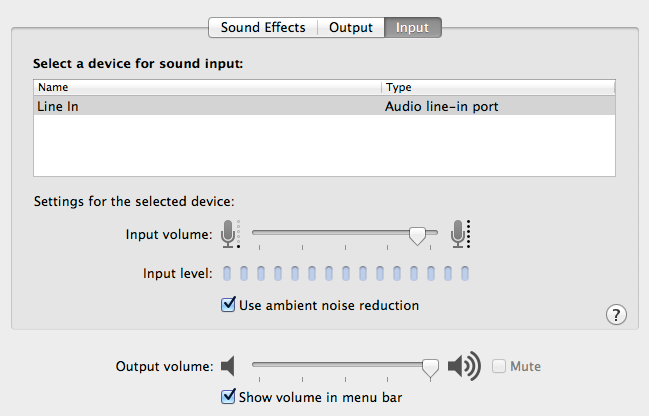 Sound Effects Output Input
Select a device for sound input:
Name Type
Line In Audio line-in port
Settings for the selected device:
Input volume:
Input level:
Use ambient noise reduction
?
Output volume: Mute
Show volume in menu bar